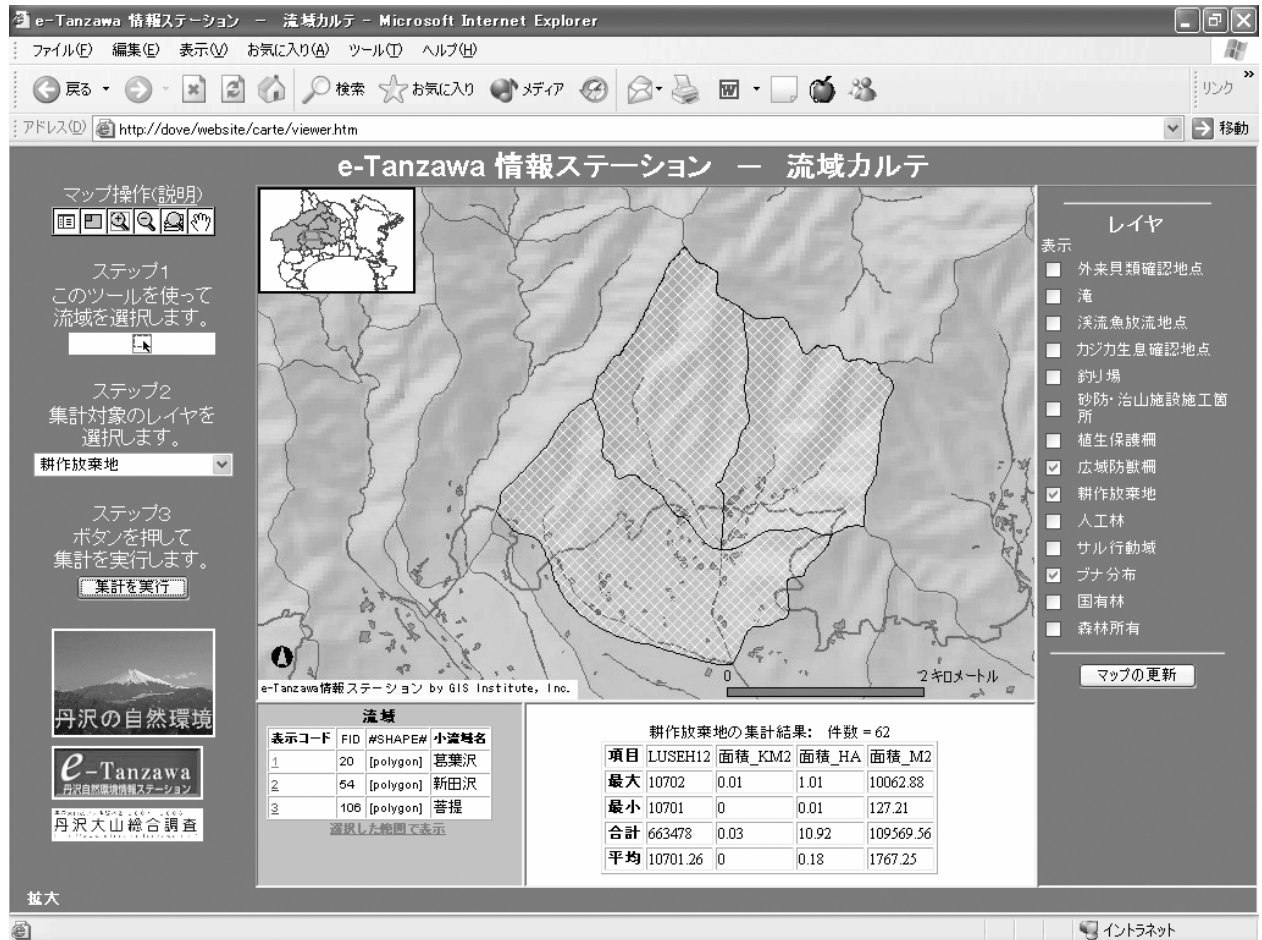 e-Tanzawa 情報ステーション － 流域カルテ - Microsoft Internet Explorer
ファイル(F) 編集(E) 表示(V) お気に入り(A) ツール(T) ヘルプ(H)
戻る 検索 お気に入り メディア リンク
アドレス(D) http://dove/website/carte/viewer.htm 移動
e-Tanzawa 情報ステーション － 流域カルテ
マップ操作(説明)
ステップ1
このツールを使って
流域を選択します。
ステップ2
集計対象のレイヤを
選択します。
耕作放棄地
ステップ3
ボタンを押して
集計を実行します。
集計を実行
丹沢の自然環境
e-Tanzawa
丹沢自然環境情報ステーション
丹沢大山総合調査
拡大
0 2キロメートル
e-Tanzawa情報ステーション by GIS Institute, Inc.
流域
表示コード FID #SHAPE# 小流域名
1 20 [polygon] 葛葉沢
2 54 [polygon] 新田沢
3 106 [polygon] 菩提
選択した範囲で表示
耕作放棄地の集計結果: 件数 = 62
項目 LUSEH12 面積_KM2 面積_HA 面積_M2
最大 10702 0.01 1.01 10062.88
最小 10701 0 0.01 127.21
合計 663478 0.03 10.92 109569.56
平均 10701.26 0 0.18 1767.25
レイヤ
表示
外来貝類確認地点
滝
渓流魚放流地点
カジカ生息確認地点
釣り場
砂防・治山施設施工箇
所
植生保護柵
広域防獣柵
耕作放棄地
人工林
サル行動域
ブナ分布
国有林
森林所有
マップの更新
イントラネット